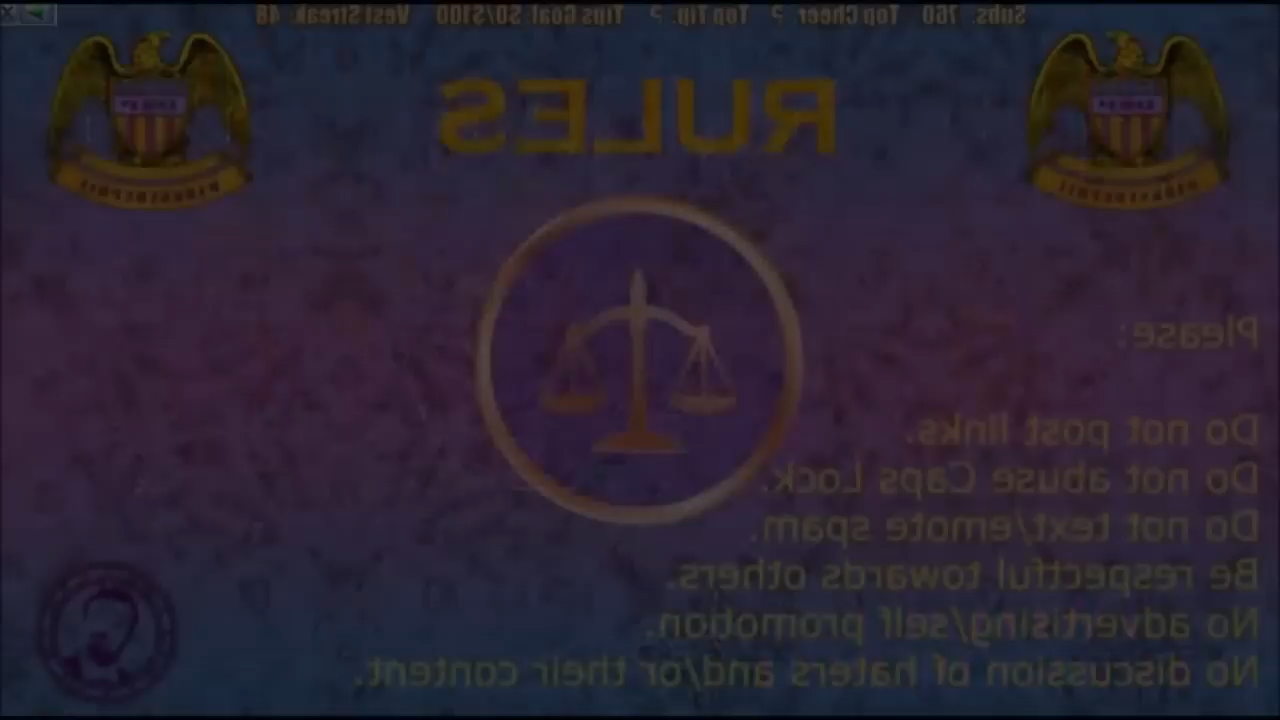 Subs: 760 Top Cheer: ? Top Tip: ? Tips Goal: $0/$100 Vest Streak: 48
RULES
Please:
Do not post links.
Do not abuse Caps Lock.
Do not text/emote spam.
Be respectful towards others.
No advertising/self promotion.
No discussion of haters and/or their content.